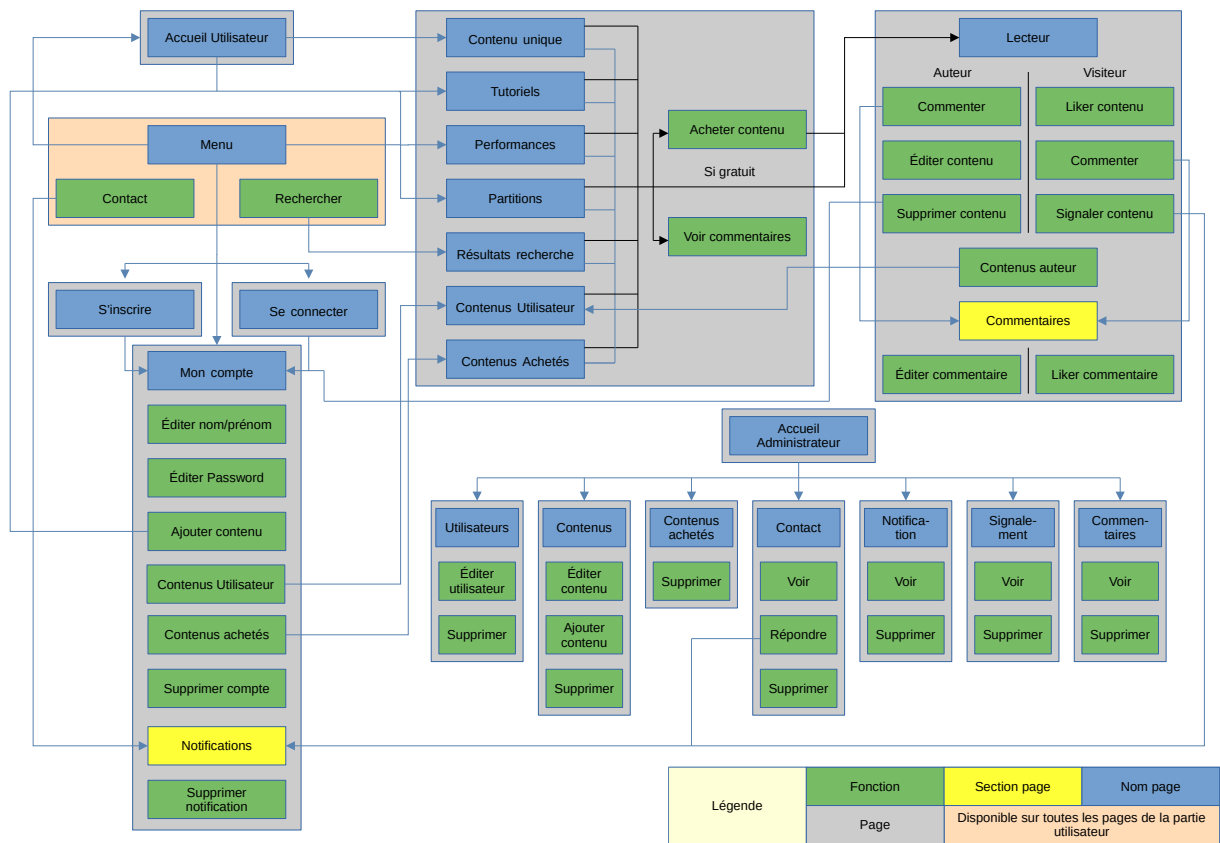 Accueil Utilisateur
Menu
Contact
Rechercher
S'inscrire
Se connecter
Mon compte
Éditer nom/prénom
Éditer Password
Ajouter contenu
Contenus Utilisateur
Contenus achetés
Supprimer compte
Notifications
Supprimer
notification
Contenu unique
Tutoriels
Performances
Partitions
Résultats recherche
Contenus Utilisateur
Contenus Achetés
Acheter contenu
Si gratuit
Voir commentaires
Lecteur
Auteur
Visiteur
Commenter
Liker contenu
Éditer contenu
Commenter
Supprimer contenu
Signaler contenu
Contenus auteur
Commentaires
Éditer commentaire
Liker commentaire
Accueil
Administrateur
Utilisateurs
Éditer
utilisateur
Supprimer
Contenus
Éditer
contenu
Ajouter
contenu
Supprimer
Contenus
achetés
Supprimer
Contact
Voir
Répondre
Supprimer
Notifica-
tion
Voir
Supprimer
Signale-
ment
Voir
Supprimer
Commen-
taires
Voir
Supprimer
Légende
Fonction
Section page
Nom page
Page
Disponible sur toutes les pages de la partie
utilisateur